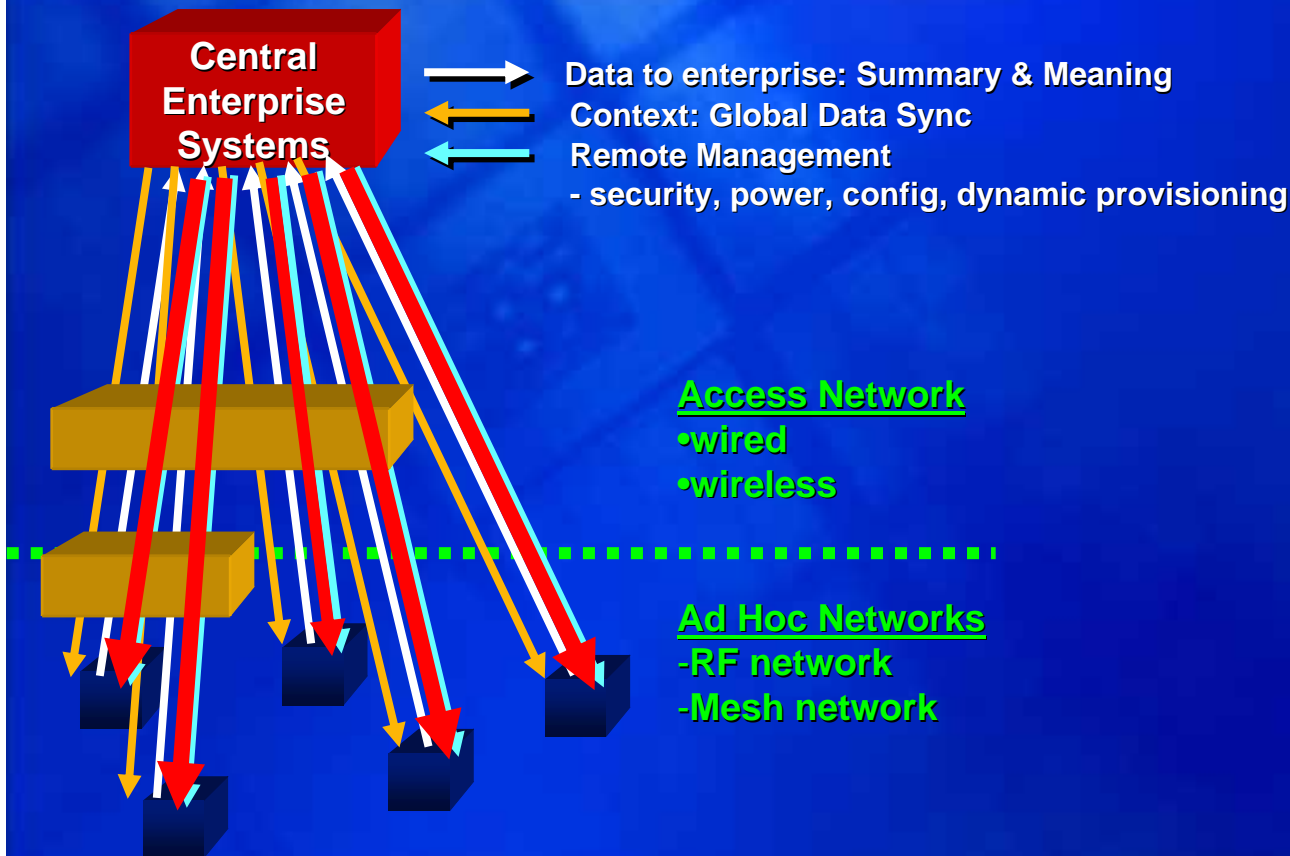 Central
Enterprise
Systems
Data to enterprise: Summary & Meaning
Context: Global Data Sync
Remote Management
- security, power, config, dynamic provisioning
Access Network
•wired
•wireless
Ad Hoc Networks
-RF network
-Mesh network